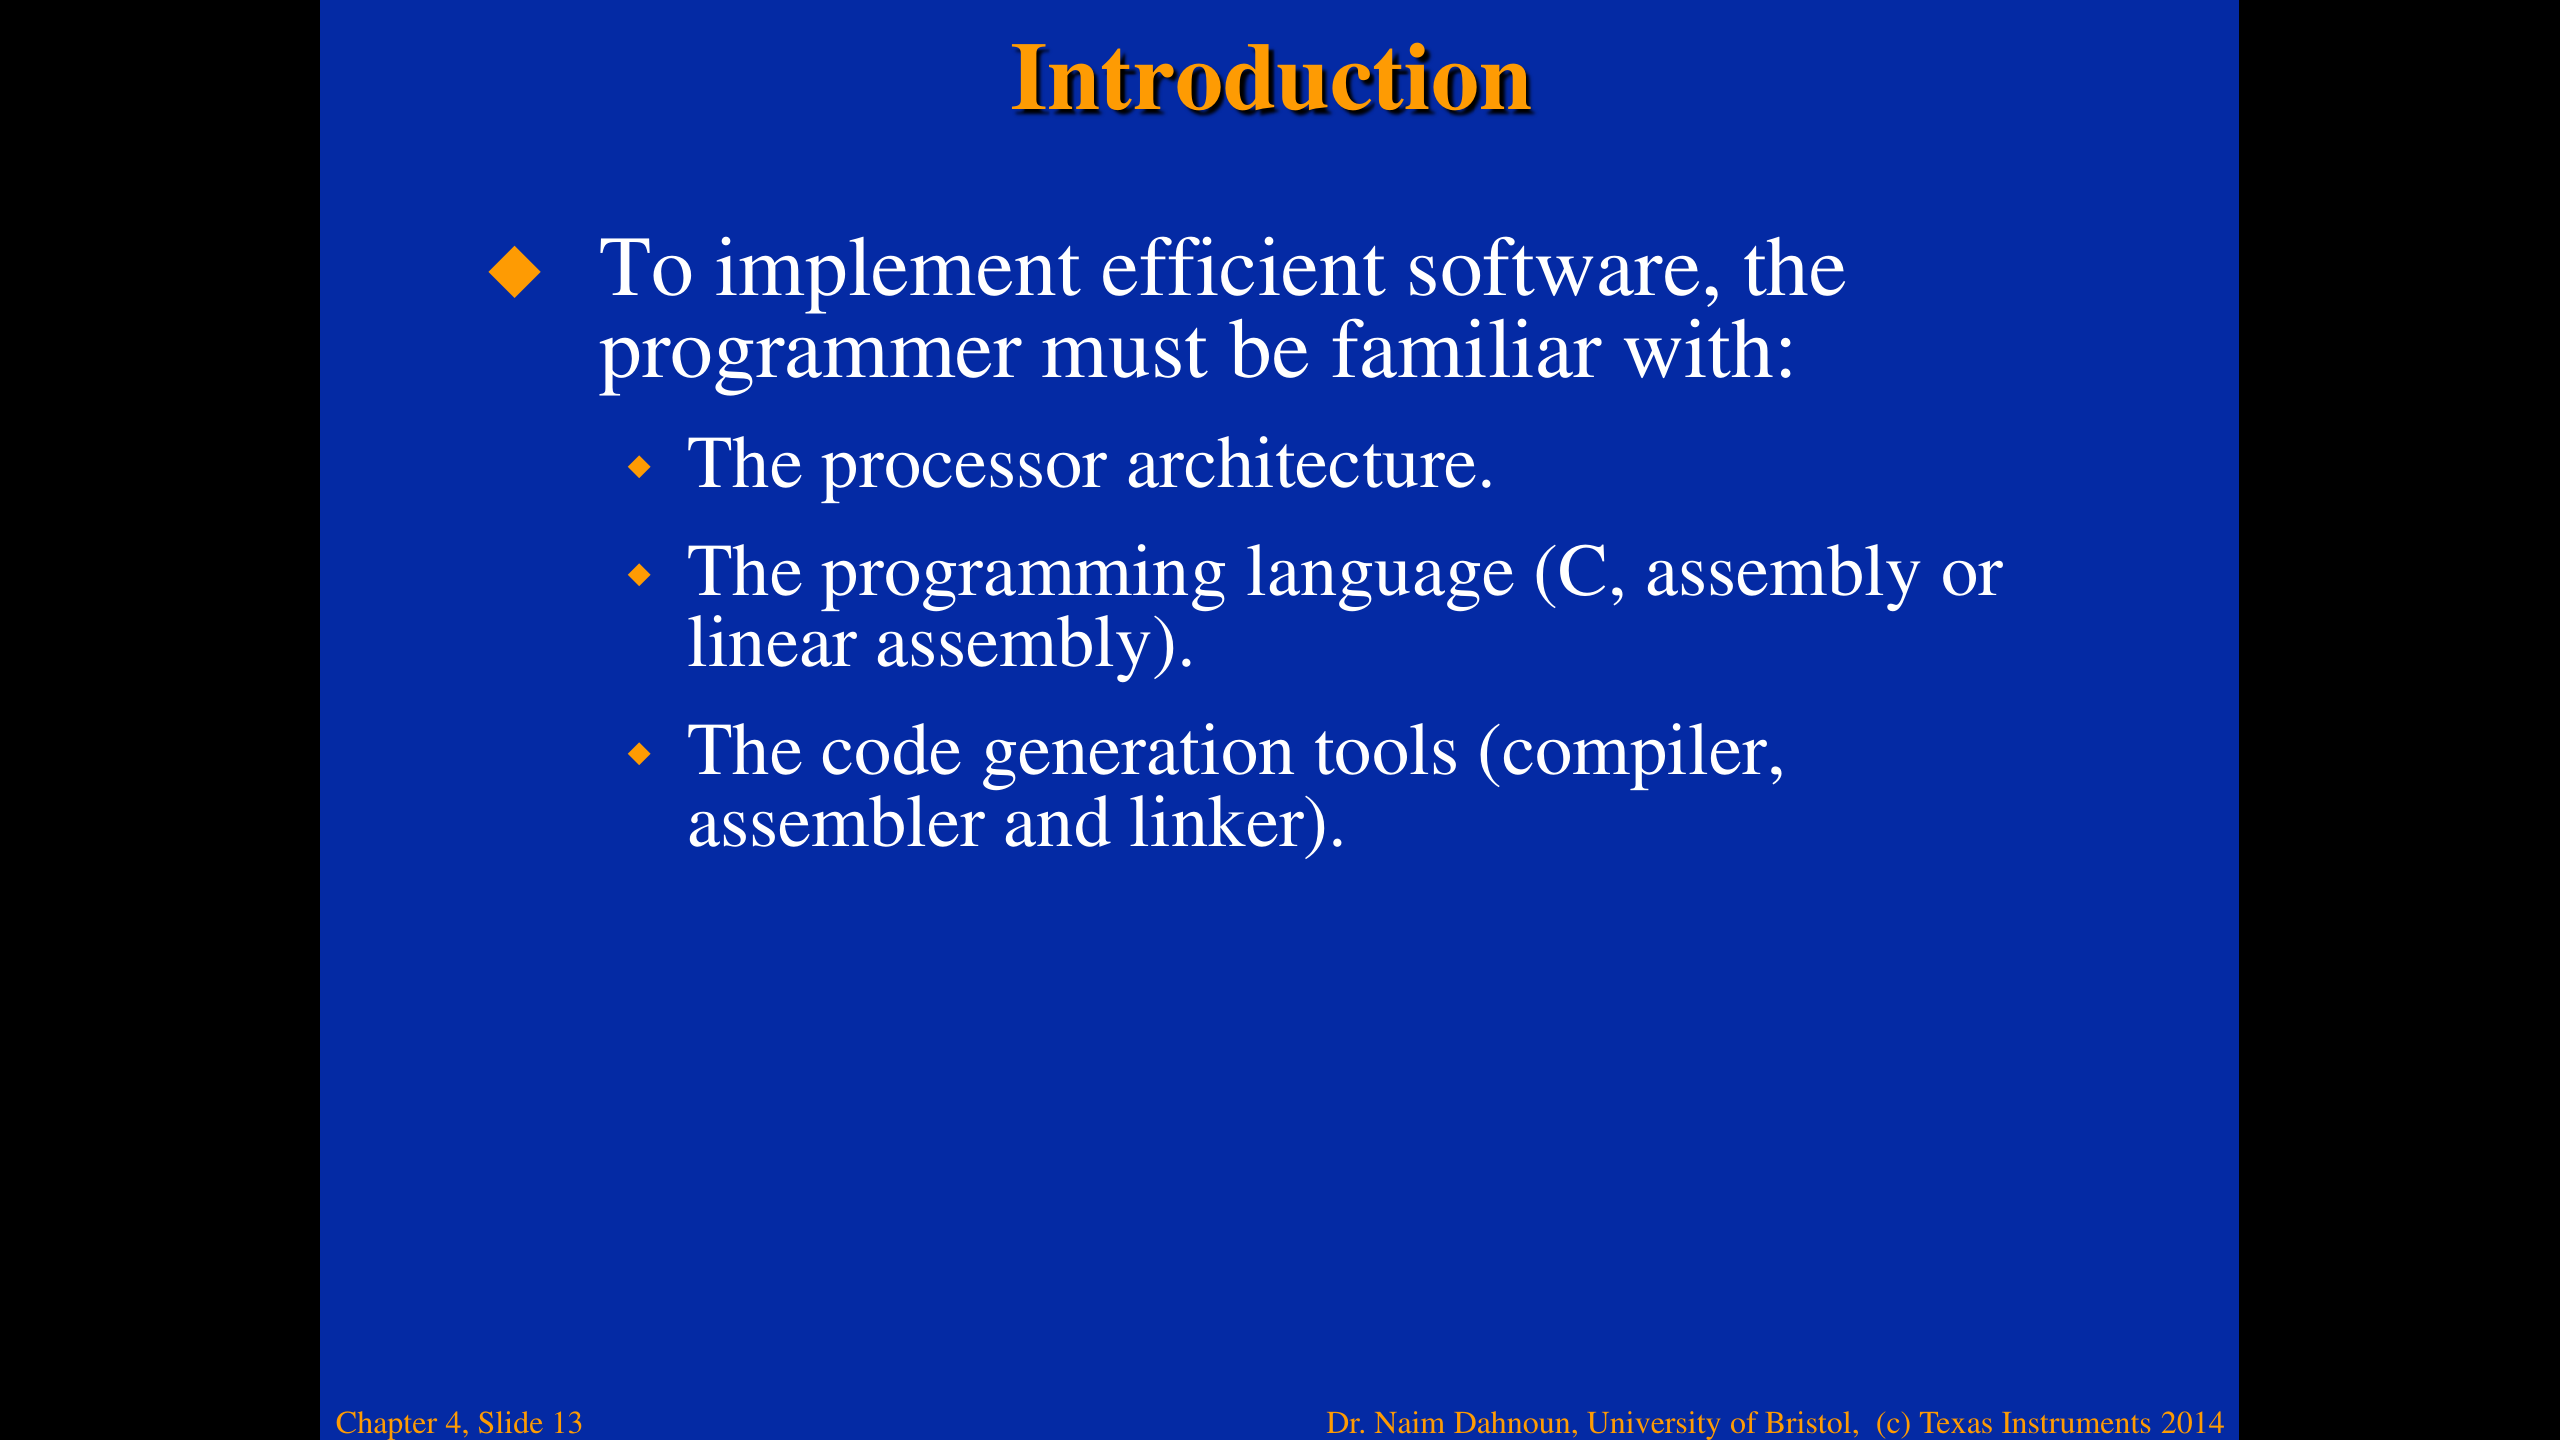 Introduction
To implement efficient software, the
programmer must be familiar with:
The processor architecture.
The programming language (C, assembly or
linear assembly).
The code generation tools (compiler,
assembler and linker).
Chapter 4, Slide 13
Dr. Naim Dahnoun, University of Bristol, (c) Texas Instruments 2014